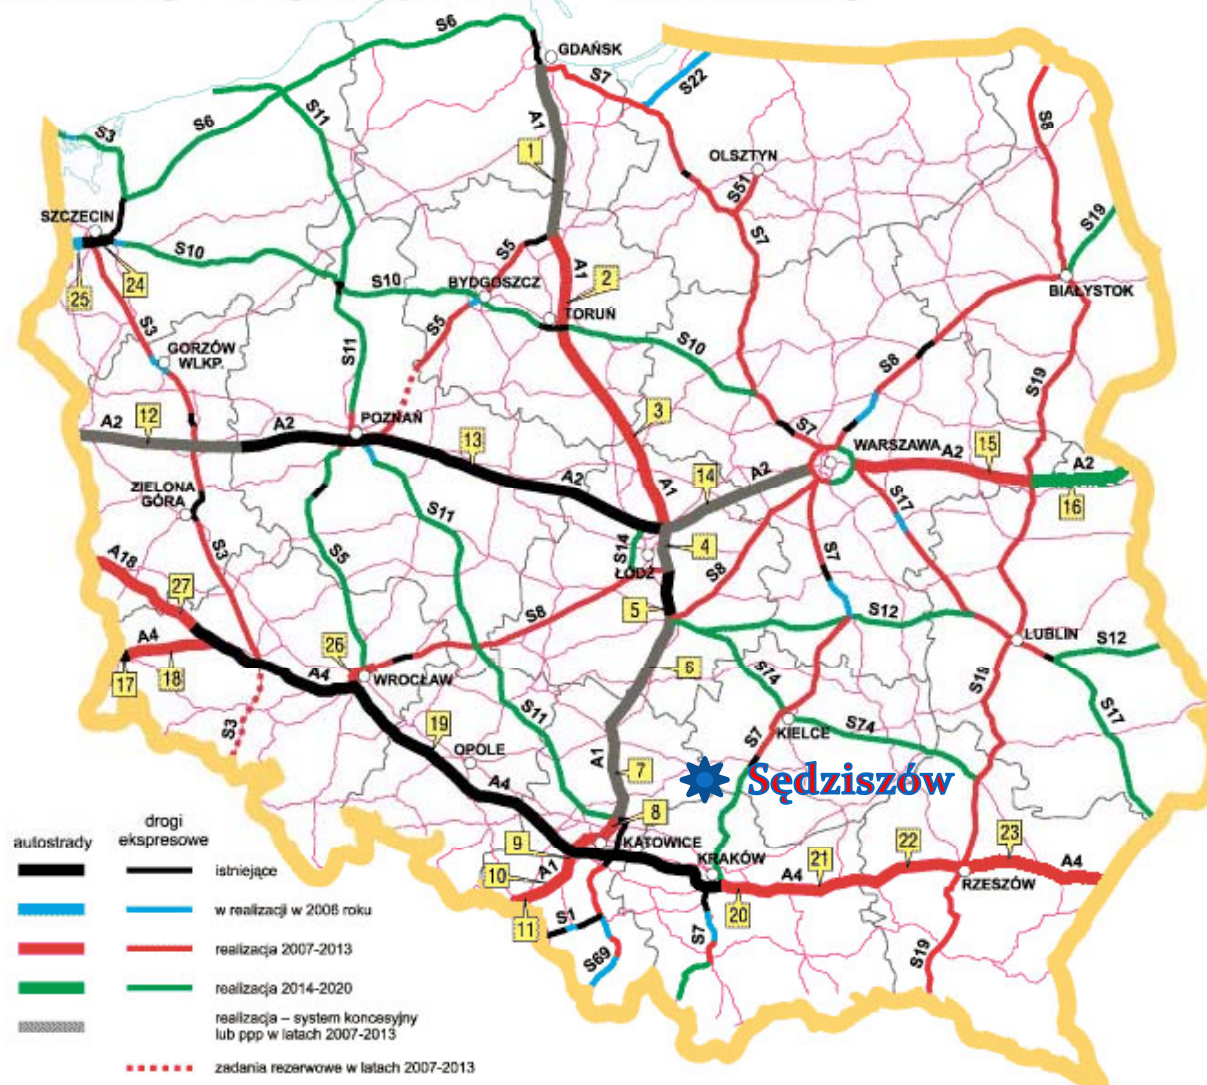 S6
GDAŃSK
S7
S22
S11
S3
S6
A1
S8
1
OLSZTYN
S51
S19
SZCZECIN
S7
S10
S5
24
A1
25
S10
BYDGOSZCZ
2
BIAŁYSTOK
TORUŃ
S3
S5
S10
GORZÓW
WLKP.
S11
S8
S19
A2
12
A2
POZNAŃ
3
S7
WARSZAWA
13
A2
15
A2
14
A2
A2
ZIELONA
GÓRA
A1
S17
16
S11
S3
S14
4
S7
A18
S5
ŁÓDŹ
S8
27
S8
5
S12
A4
26
LUBLIN
S12
17
18
A4
WROCŁAW
6
S74
S19
S3
S11
S17
19
OPOLE
KIELCE
S74
S7
A1
7
Sędziszów
A4
8
autostrady
drogi
ekspresowe
istniejące
w realizacji w 2006 roku
realizacja 2007-2013
realizacja 2014-2020
realizacja – system koncesyjny
lub ppp w latach 2007-2013
zadania rezerwowe w latach 2007-2013
9
KATOWICE
KRAKÓW
21
22
23
10
A1
A4
A4
20
RZESZÓW
11
S1
S7
S69
S19